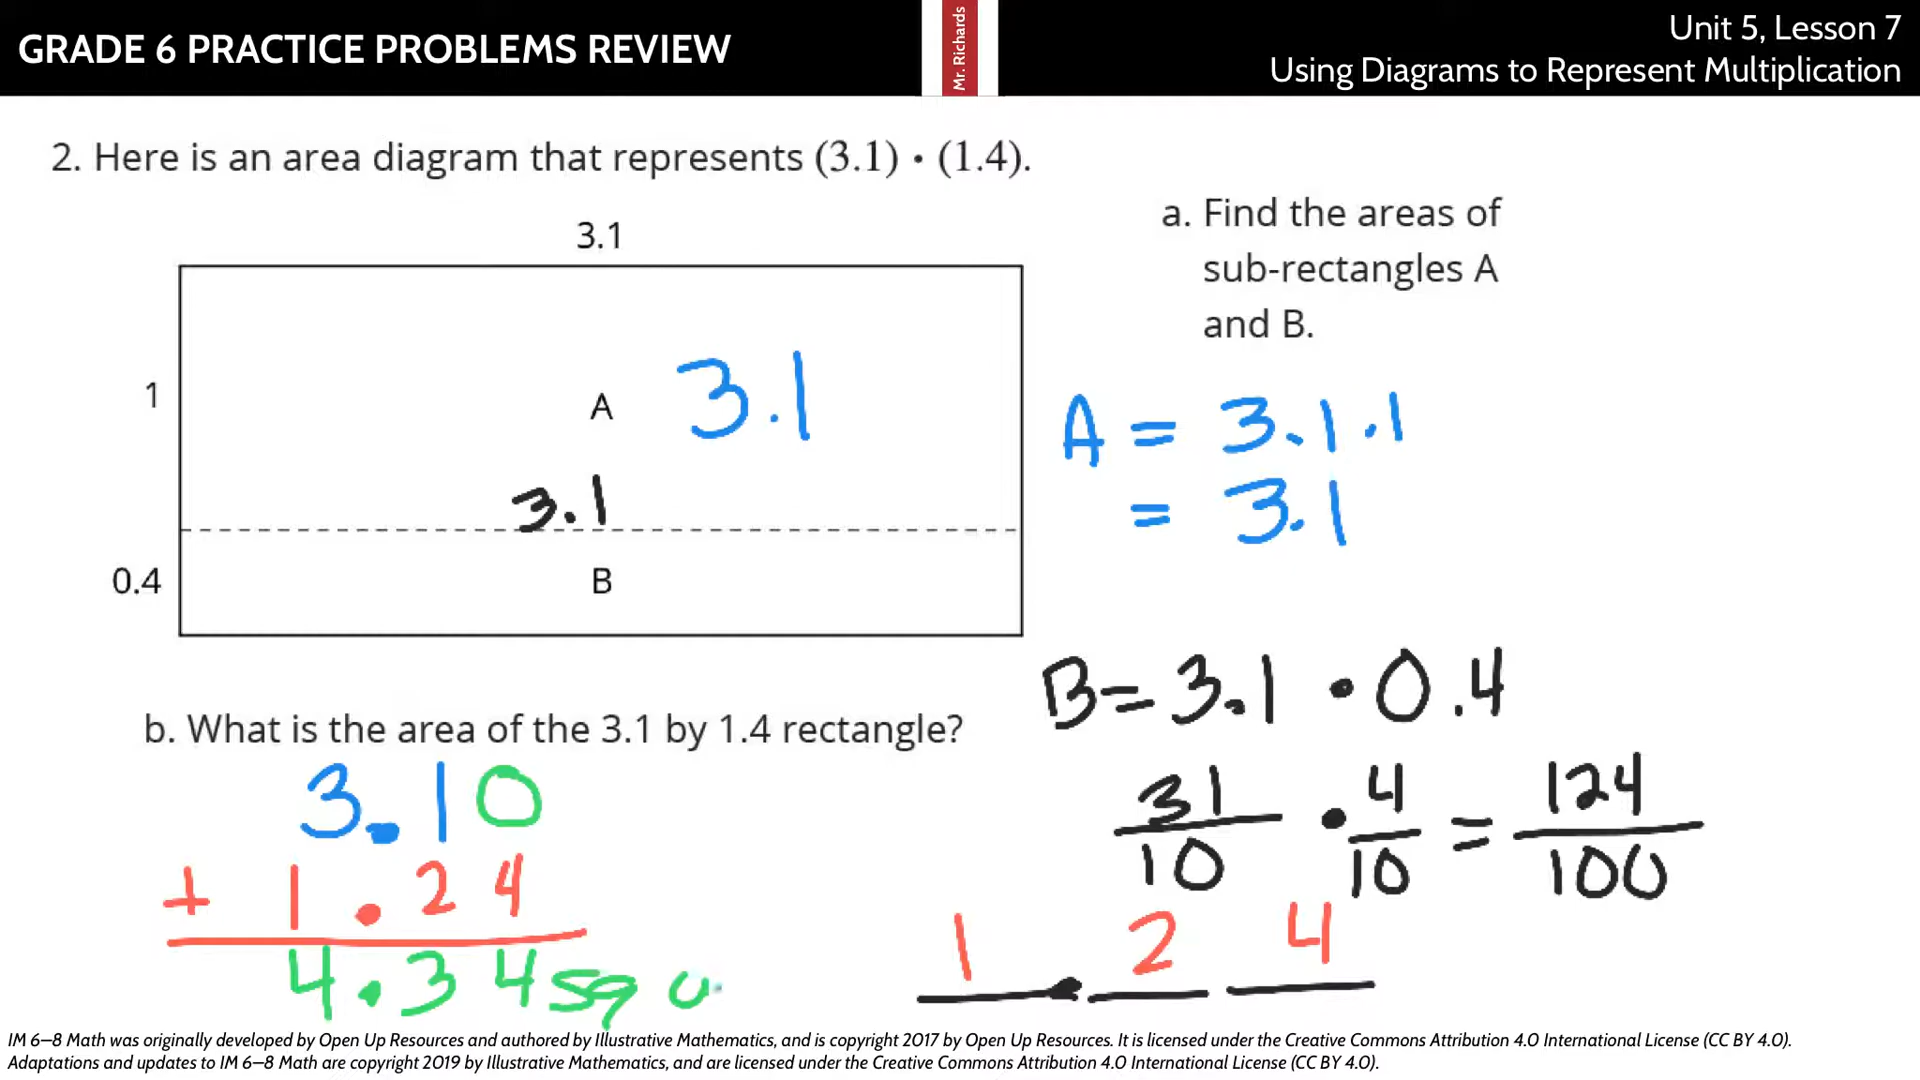 GRADE 6 PRACTICE PROBLEMS REVIEW
Mr. Richards
Unit 5, Lesson 7
Using Diagrams to Represent Multiplication
2. Here is an area diagram that represents (3.1) · (1.4).
3.1
1
A
3.1
3.1
0.4
B
a. Find the areas of
sub-rectangles A
and B.
A = 3.1 · 1
= 3.1
B = 3.1 · 0.4
31/10 · 4/10 = 124/100
1 . 2 4
b. What is the area of the 3.1 by 1.4 rectangle?
3.10
+ 1.24
4.34 sq u
IM 6–8 Math was originally developed by Open Up Resources and authored by Illustrative Mathematics, and is copyright 2017 by Open Up Resources. It is licensed under the Creative Commons Attribution 4.0 International License (CC BY 4.0).
Adaptations and updates to IM 6–8 Math are copyright 2019 by Illustrative Mathematics, and are licensed under the Creative Commons Attribution 4.0 International License (CC BY 4.0).